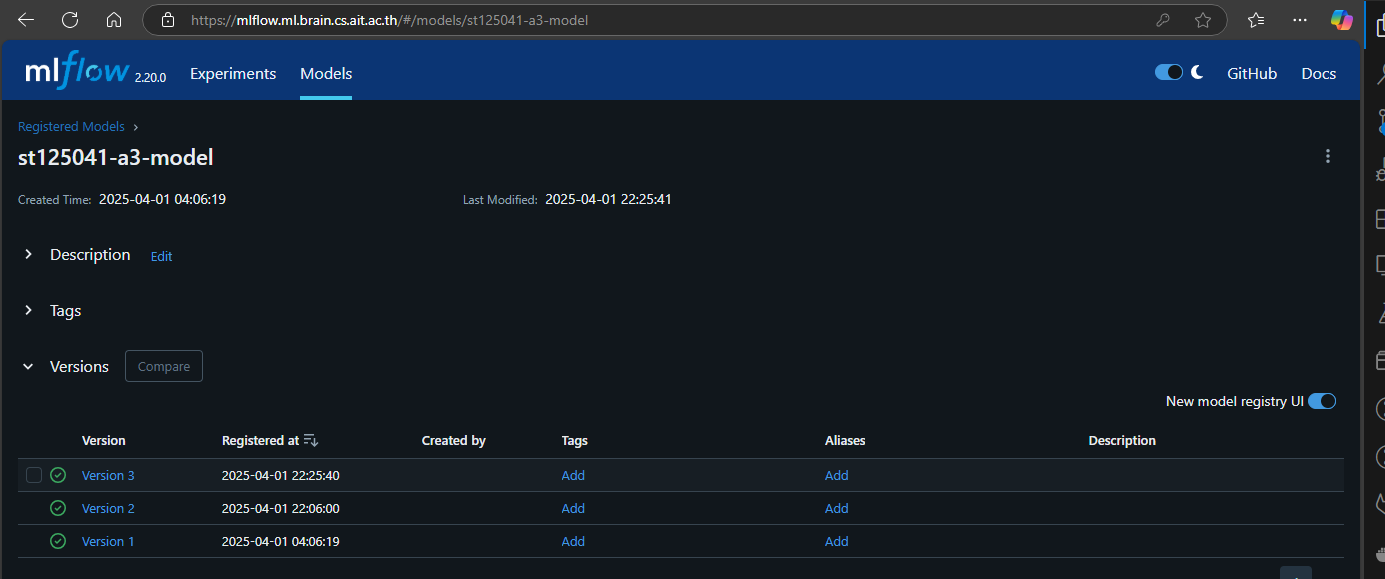 https://mlflow.ml.brain.cs.ait.ac.th/#/models/st125041-a3-model
mlflow 2.20.0 Experiments Models GitHub Docs
Registered Models
st125041-a3-model
Created Time: 2025-04-01 04:06:19 Last Modified: 2025-04-01 22:25:41
Description Edit
Tags
Versions Compare
New model registry UI
Version Registered at Created by Tags Aliases Description
Version 3 2025-04-01 22:25:40 Add Add
Version 2 2025-04-01 22:06:00 Add Add
Version 1 2025-04-01 04:06:19 Add Add